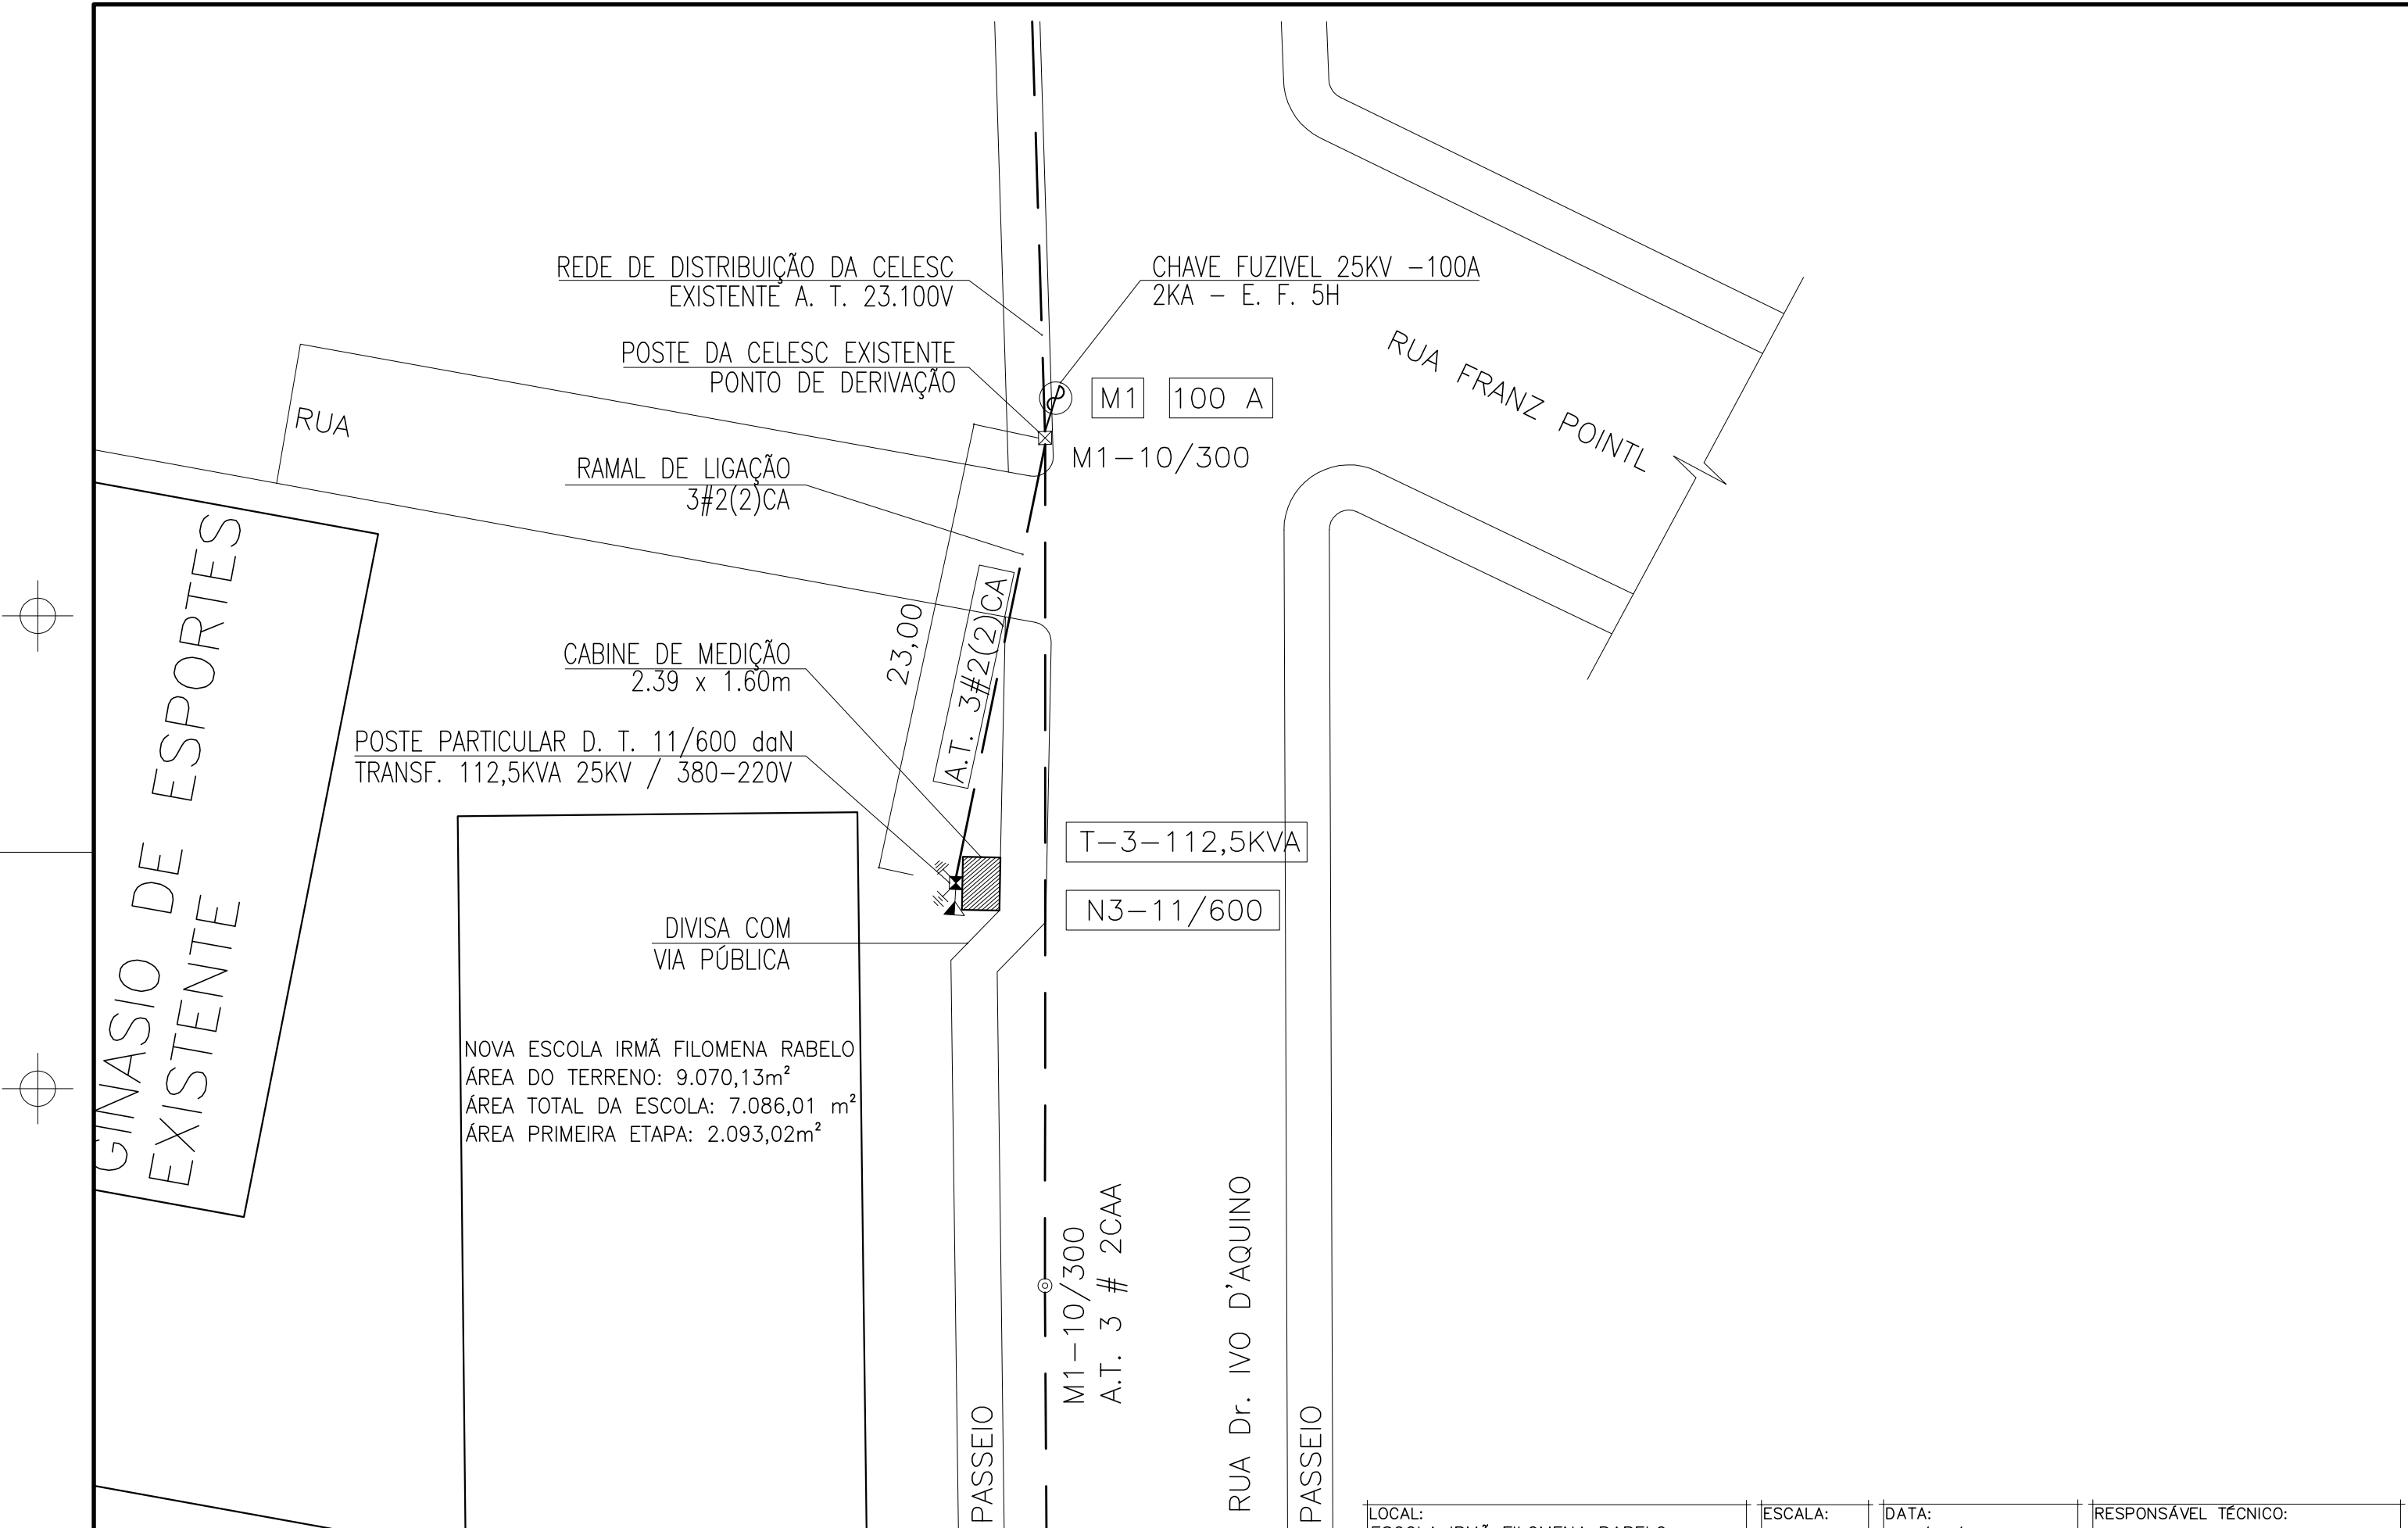 REDE DE DISTRIBUIÇÃO DA CELESC
EXISTENTE A. T. 23.100V
CHAVE FUZIVEL 25KV -100A
2KA - E. F. 5H
POSTE DA CELESC EXISTENTE
PONTO DE DERIVAÇÃO
RUA FRANZ POINTL
M1
100 A
RUA
M1-10/300
RAMAL DE LIGAÇÃO
3#2(2)CA
GINASIO DE ESPORTES
EXISTENTE
23,00
A.T. 3#2(2)CA
CABINE DE MEDIÇÃO
2.39 x 1.60m
POSTE PARTICULAR D. T. 11/600 daN
TRANSF. 112,5KVA 25KV / 380-220V
T-3-112,5KVA
N3-11/600
DIVISA COM
VIA PÚBLICA
NOVA ESCOLA IRMÃ FILOMENA RABELO
ÁREA DO TERRENO: 9.070,13m²
ÁREA TOTAL DA ESCOLA: 7.086,01 m²
ÁREA PRIMEIRA ETAPA: 2.093,02m²
M1-10/300
A.T. 3 # 2CAA
RUA Dr. IVO D'AQUINO
PASSEIO
PASSEIO
LOCAL:
ESCOLA IRMÃ FILOMENA RABELO
ESCALA:
DATA:
RESPONSÁVEL TÉCNICO: